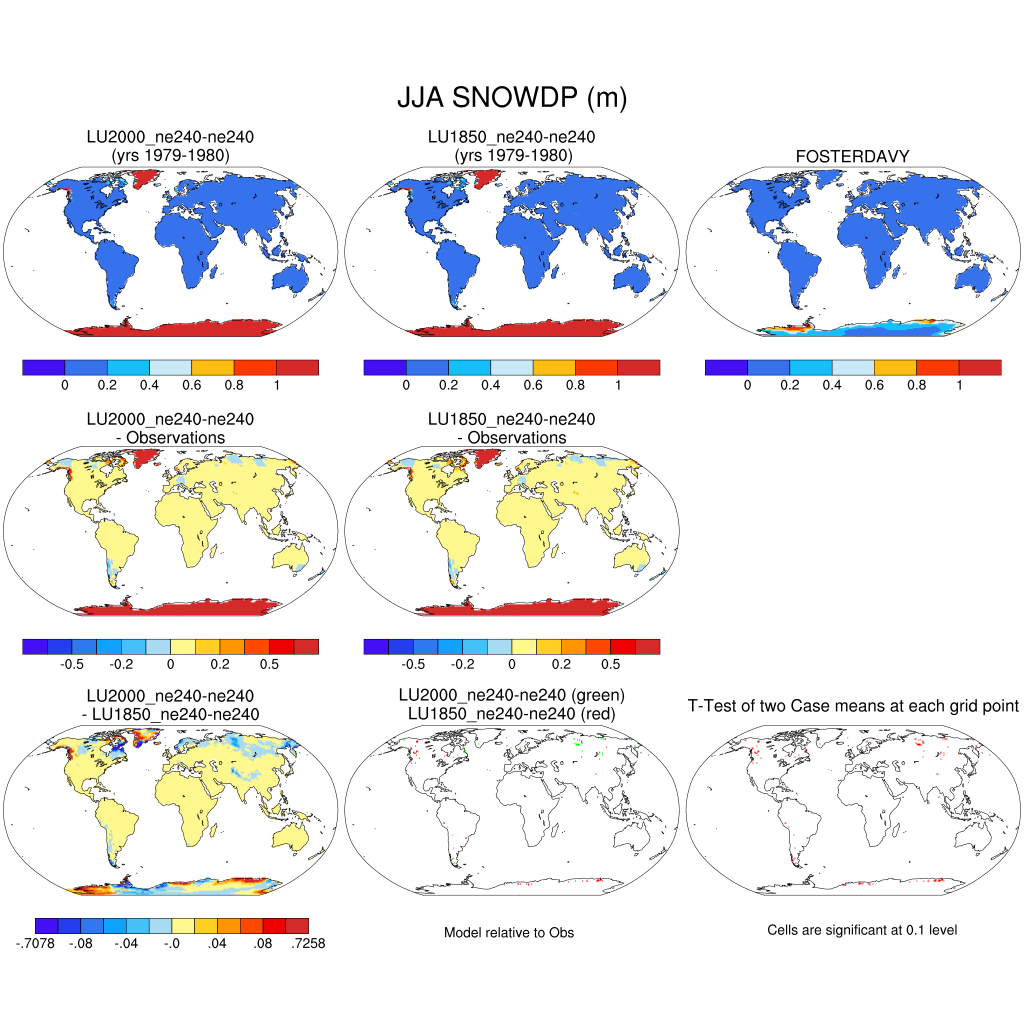 JJA SNOWDP (m)
LU2000_ne240-ne240
(yrs 1979-1980)
LU1850_ne240-ne240
(yrs 1979-1980)
FOSTERDAVY
0 0.2 0.4 0.6 0.8 1
0 0.2 0.4 0.6 0.8 1
0 0.2 0.4 0.6 0.8 1
LU2000_ne240-ne240
- Observations
LU1850_ne240-ne240
- Observations
-0.5 -0.2 0 0.2 0.5
-0.5 -0.2 0 0.2 0.5
LU2000_ne240-ne240
- LU1850_ne240-ne240
LU2000_ne240-ne240 (green)
LU1850_ne240-ne240 (red)
T-Test of two Case means at each grid point
-.7078 -.08 -.04 -.0 .04 .08 .7258
Model relative to Obs
Cells are significant at 0.1 level